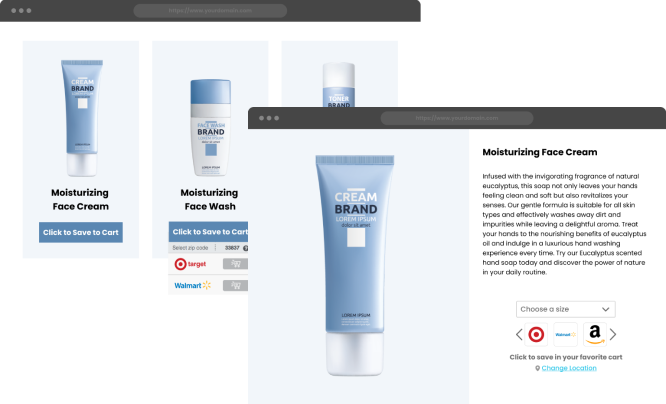 https://www.yourdomain.com
CREAM
BRAND
Moisturizing
Face Cream
Click to Save to Cart
FACE WASH
BRAND
LOREM IPSUM
Moisturizing
Face Wash
Click to Save to Cart
Select zip code
33837
target
Walmart
TONER
BRAND
https://www.yourdomain.com
CREAM
BRAND
LOREM IPSUM
dolor sit amet
LOREM IPSUM
Moisturizing Face Cream
Infused with the invigorating fragrance of natural
eucalyptus, this soap not only leaves your hands
feeling clean and soft but also revitalizes your
senses. Our gentle formula is suitable for all skin
types and effectively washes away dirt and
impurities while leaving a delightful aroma. Treat
your hands to the nourishing benefits of eucalyptus
oil and indulge in a luxurious hand washing
experience every time. Try our Eucalyptus scented
hand soap today and discover the power of nature
in your daily routine.
Choose a size
Walmart
a
Click to save in your favorite cart
Change Location